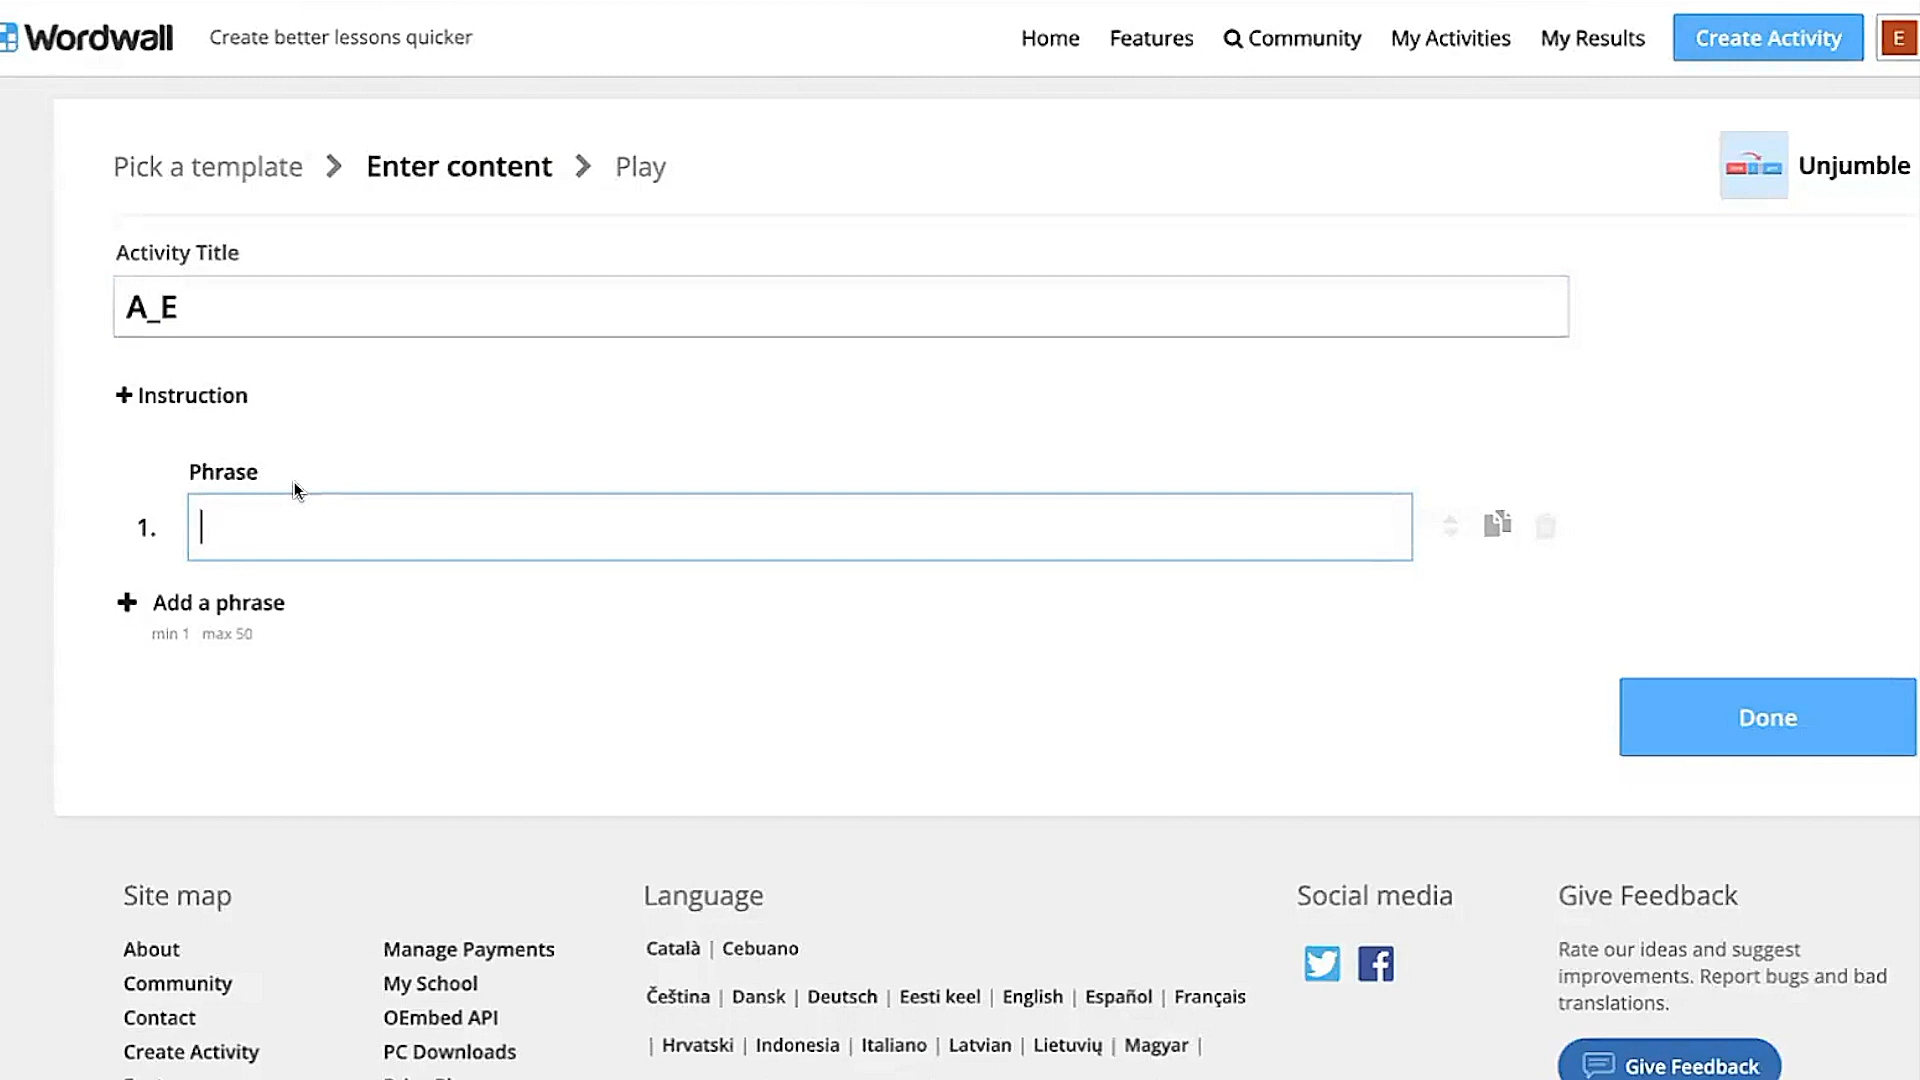 Wordwall Create better lessons quicker Home Features Community My Activities My Results Create Activity E
Pick a template Enter content Play Unjumble
Activity Title
A_E
+ Instruction
Phrase
1.
+ Add a phrase
min 1 max 50
Done
Site map Language Social media Give Feedback
About Manage Payments Català | Cebuano Rate our ideas and suggest
Community My School improvements. Report bugs and bad
Čeština | Dansk | Deutsch | Eesti keel | English | Español | Français translations.
Contact OEmbed API
Create Activity PC Downloads | Hrvatski | Indonesia | Italiano | Latvian | Lietuvių | Magyar |
Give Feedback